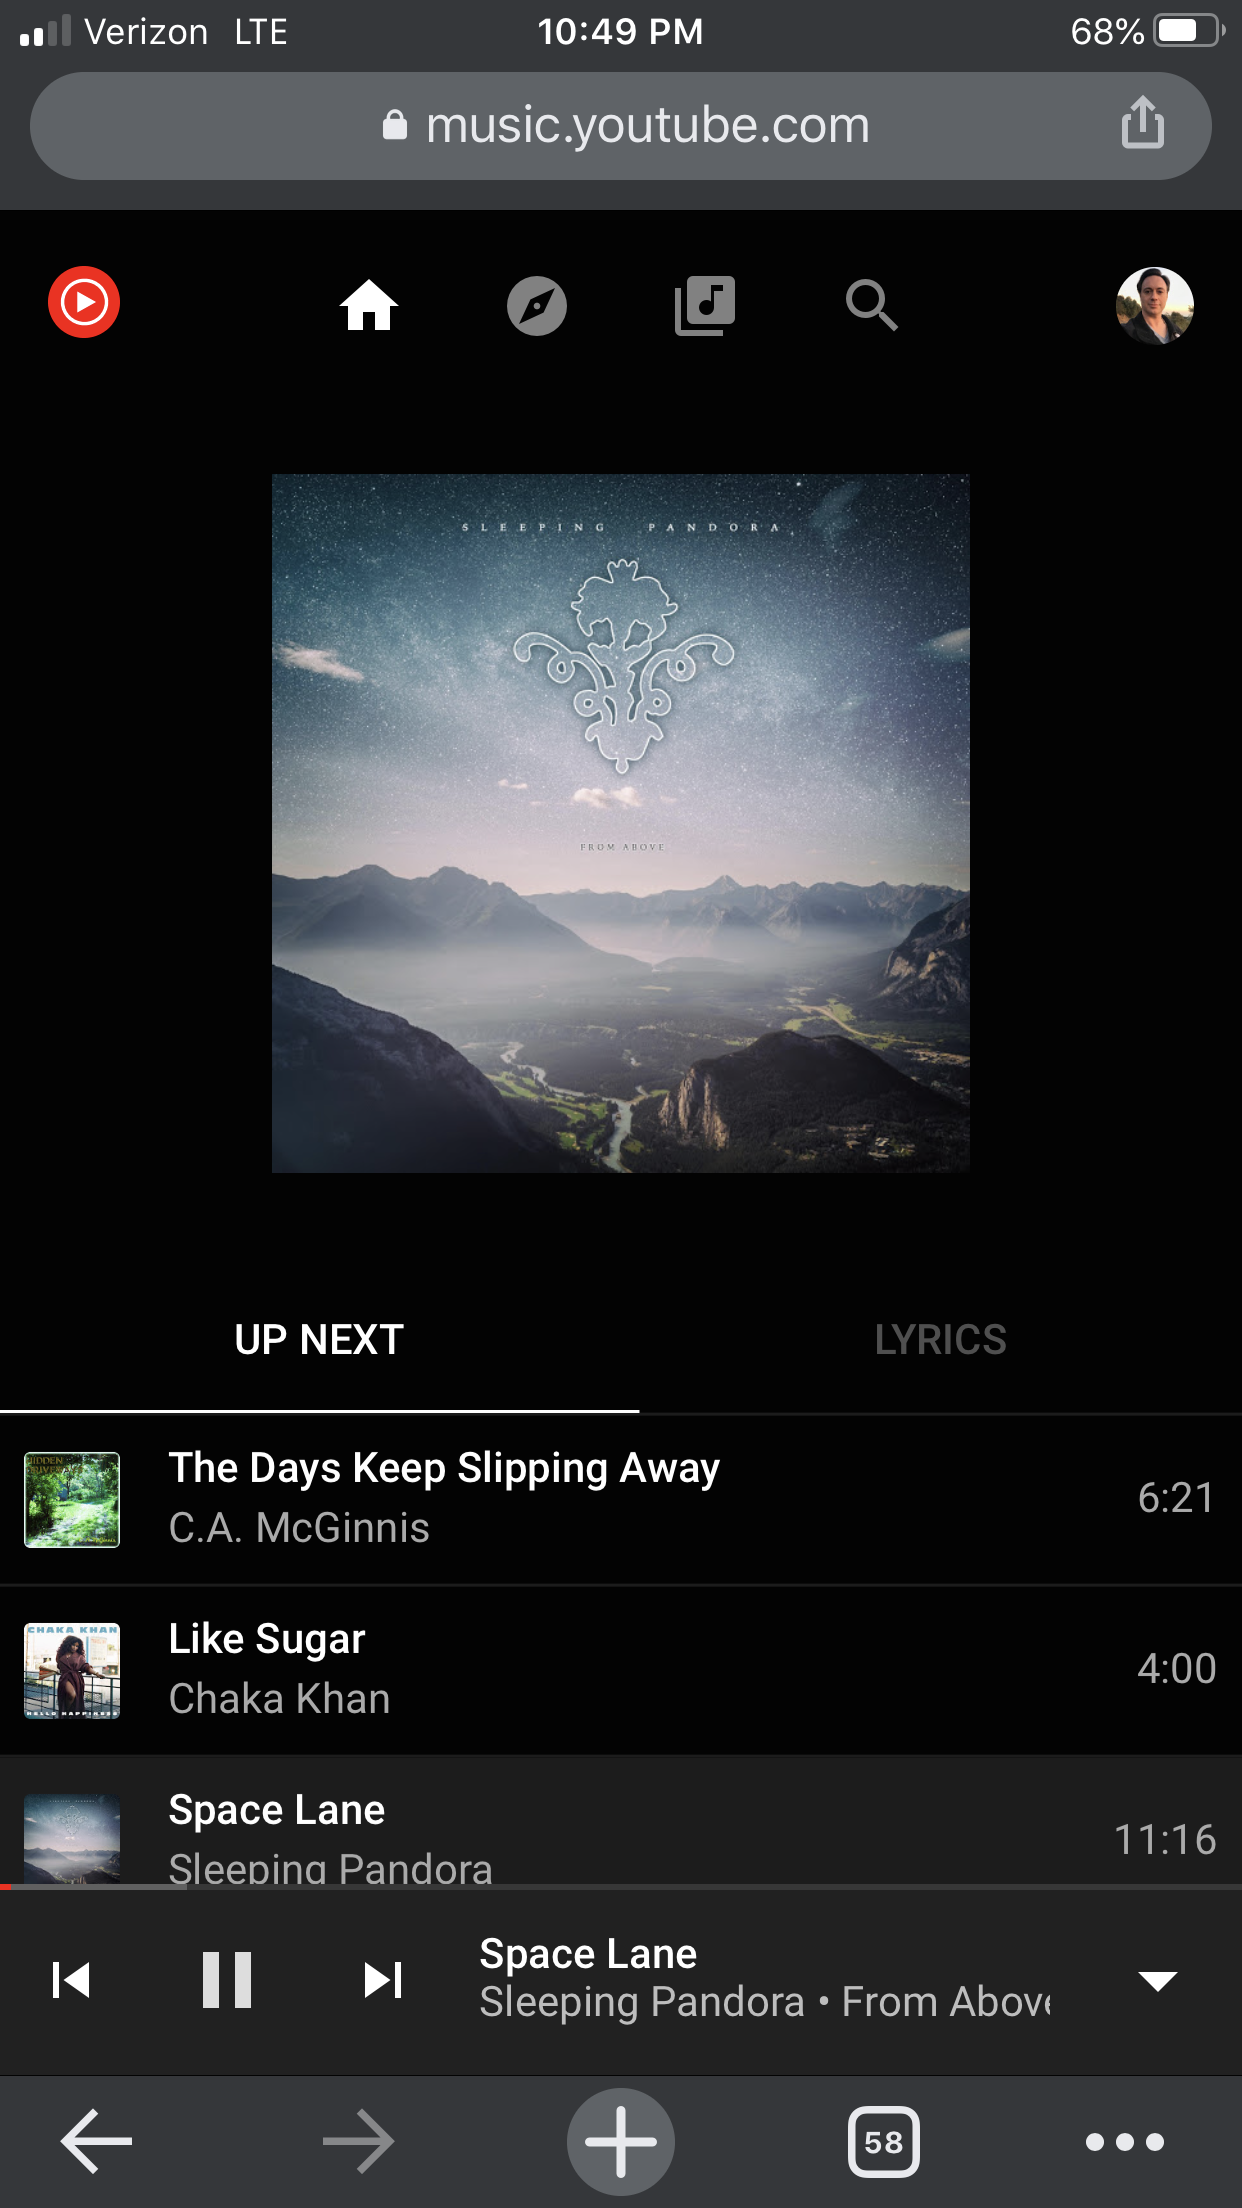 Verizon LTE 10:49 PM 68%
music.youtube.com
SLEEPING PANDORA
FROM ABOVE
UP NEXT LYRICS
The Days Keep Slipping Away
C.A. McGinnis
6:21
CHAKA KHAN
HELLO HAPPINESS
Like Sugar
Chaka Khan
4:00
Space Lane
Sleeping Pandora
11:16
Space Lane
Sleeping Pandora • From Above
58